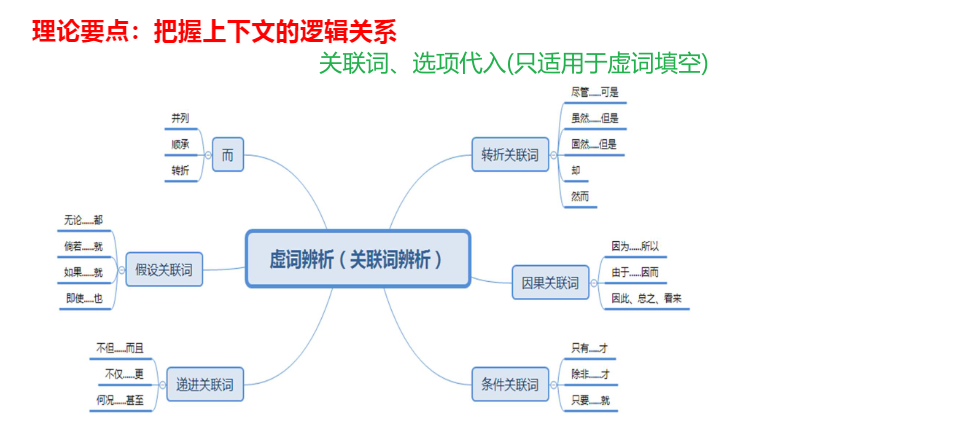 理论要点：把握上下文的逻辑关系
关联词、选项代入(只适用于虚词填空)
虚词辨析（关联词辨析）
而
并列
顺承
转折
假设关联词
无论……都
倘若……就
如果……就
即使……也
递进关联词
不但……而且
不仅……更
何况……甚至
转折关联词
尽管……可是
虽然……但是
固然……但是
却
然而
因果关联词
因为……所以
由于……因而
因此、总之、看来
条件关联词
只有……才
除非……才
只要……就